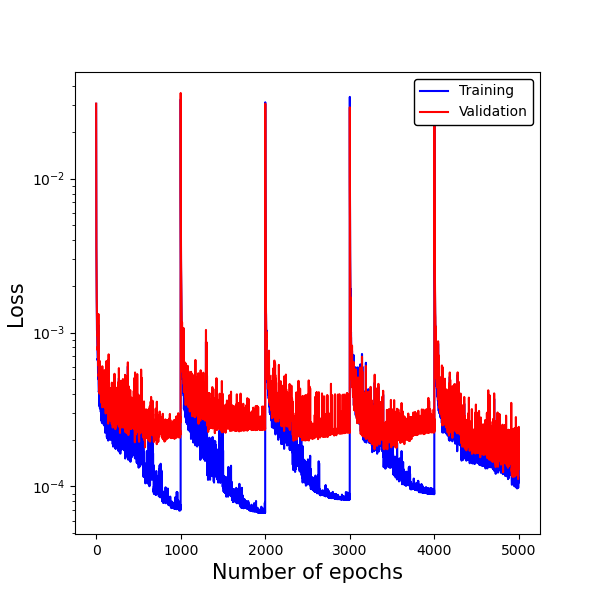 Training
Validation
10⁻²
10⁻³
10⁻⁴
Loss
0 1000 2000 3000 4000 5000
Number of epochs